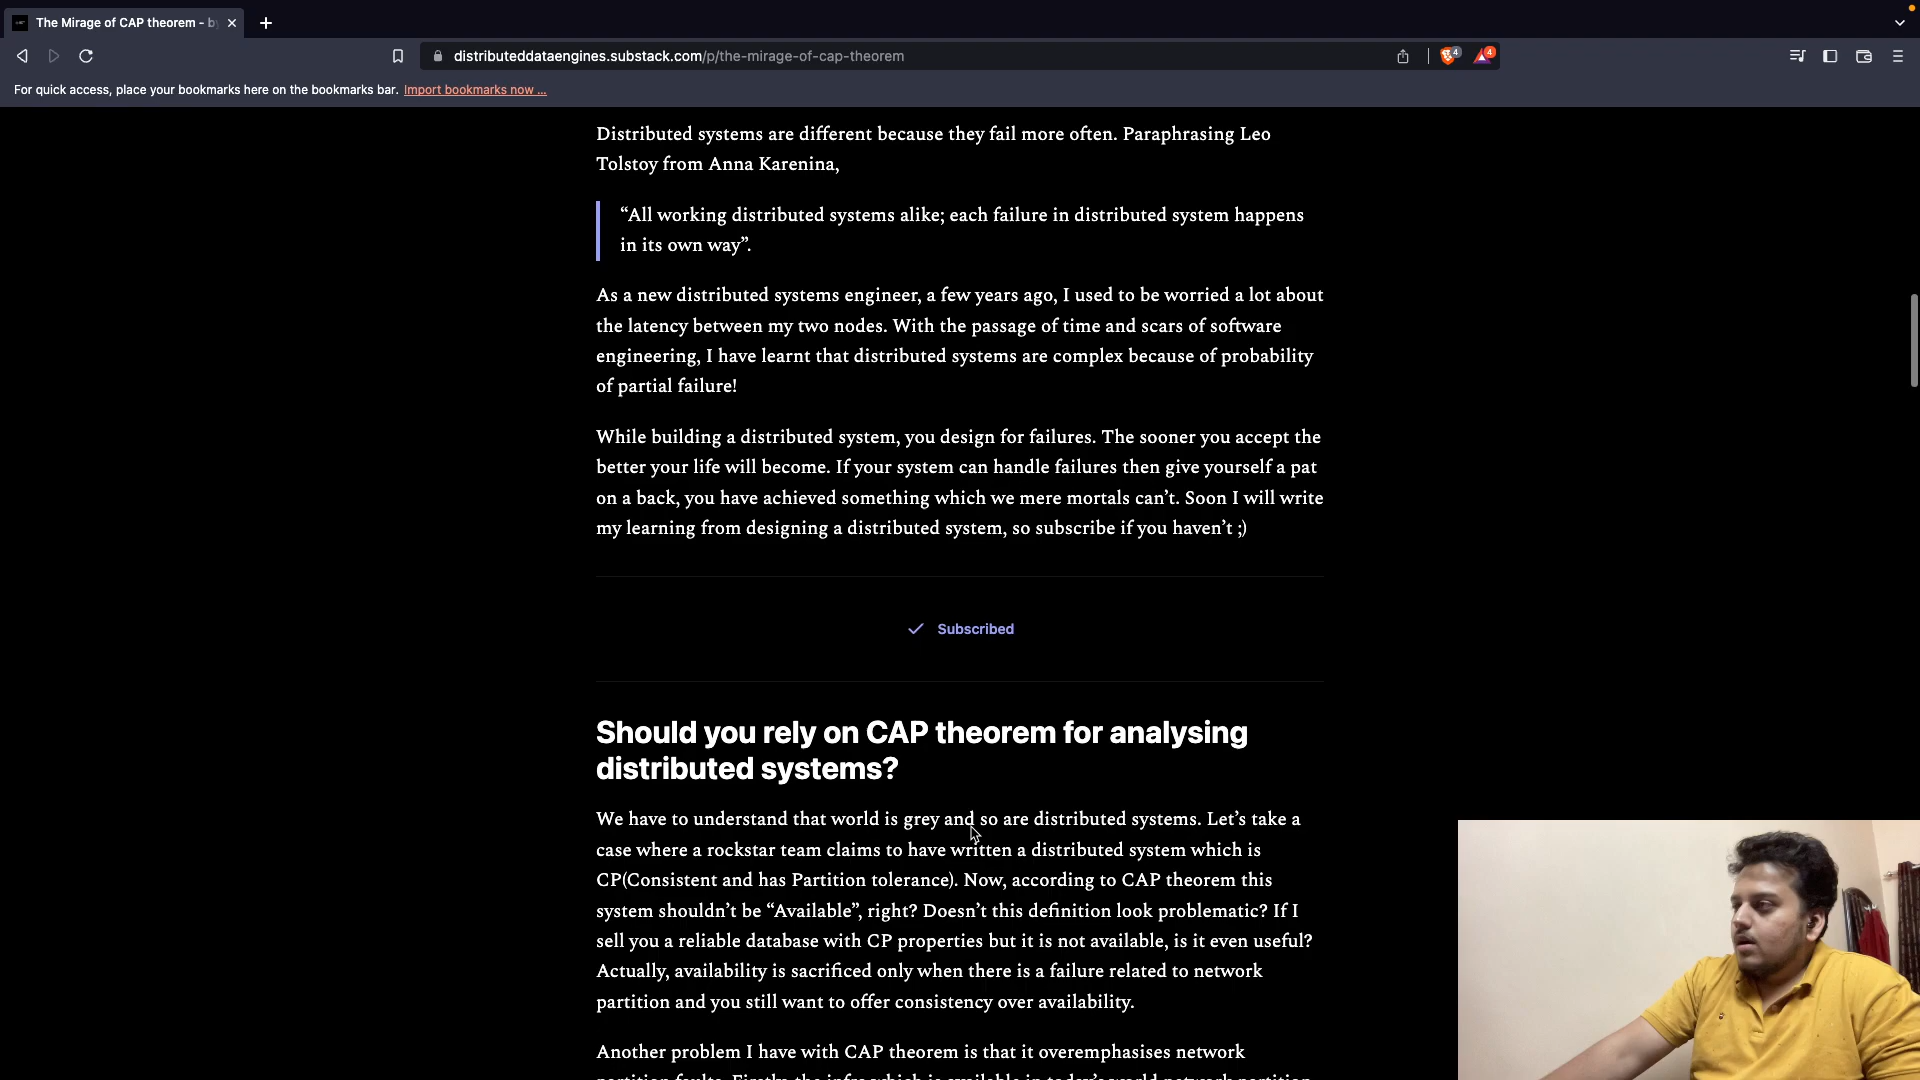 The Mirage of CAP theorem - by
distributeddataengines.substack.com/p/the-mirage-of-cap-theorem
4
4
For quick access, place your bookmarks here on the bookmarks bar. Import bookmarks now ...
Distributed systems are different because they fail more often. Paraphrasing Leo
Tolstoy from Anna Karenina,
“All working distributed systems alike; each failure in distributed system happens
in its own way”.
As a new distributed systems engineer, a few years ago, I used to be worried a lot about
the latency between my two nodes. With the passage of time and scars of software
engineering, I have learnt that distributed systems are complex because of probability
of partial failure!
While building a distributed system, you design for failures. The sooner you accept the
better your life will become. If your system can handle failures then give yourself a pat
on a back, you have achieved something which we mere mortals can’t. Soon I will write
my learning from designing a distributed system, so subscribe if you haven’t ;)
Subscribed
Should you rely on CAP theorem for analysing
distributed systems?
We have to understand that world is grey and so are distributed systems. Let’s take a
case where a rockstar team claims to have written a distributed system which is
CP(Consistent and has Partition tolerance). Now, according to CAP theorem this
system shouldn’t be “Available”, right? Doesn’t this definition look problematic? If I
sell you a reliable database with CP properties but it is not available, is it even useful?
Actually, availability is sacrificed only when there is a failure related to network
partition and you still want to offer consistency over availability.
Another problem I have with CAP theorem is that it overemphasises network